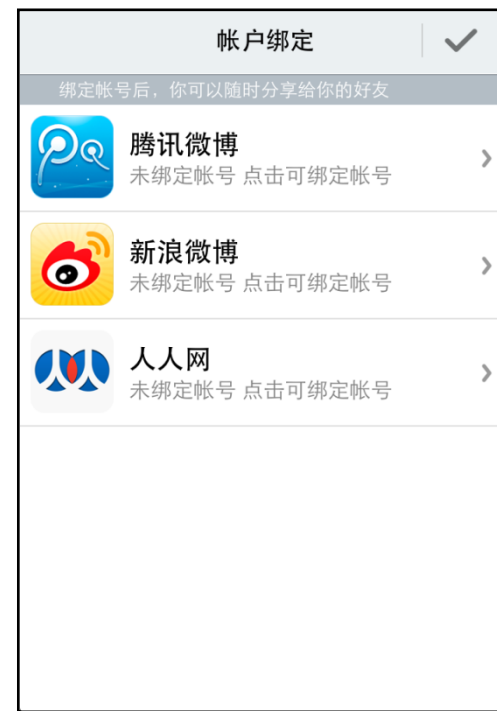 帐户绑定
绑定帐号后，你可以随时分享给你的好友
腾讯微博
未绑定帐号 点击可绑定帐号
新浪微博
未绑定帐号 点击可绑定帐号
人人网
未绑定帐号 点击可绑定帐号